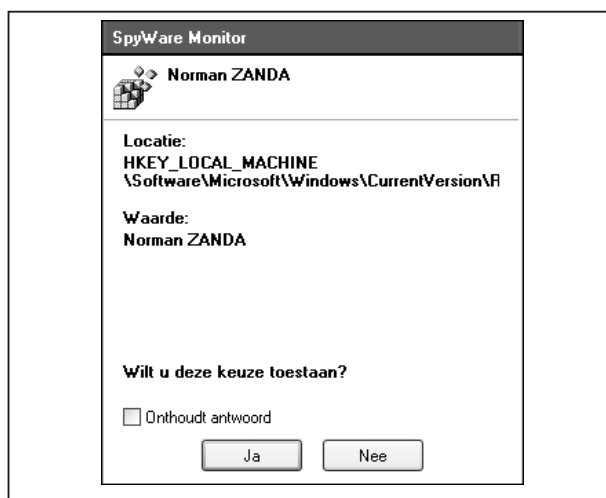 SpyWare Monitor
Norman ZANDA
Locatie:
HKEY_LOCAL_MACHINE
\Software\Microsoft\Windows\CurrentVersion\R
Waarde:
Norman ZANDA
Wilt u deze keuze toestaan?
Onthoudt antwoord
Ja
Nee